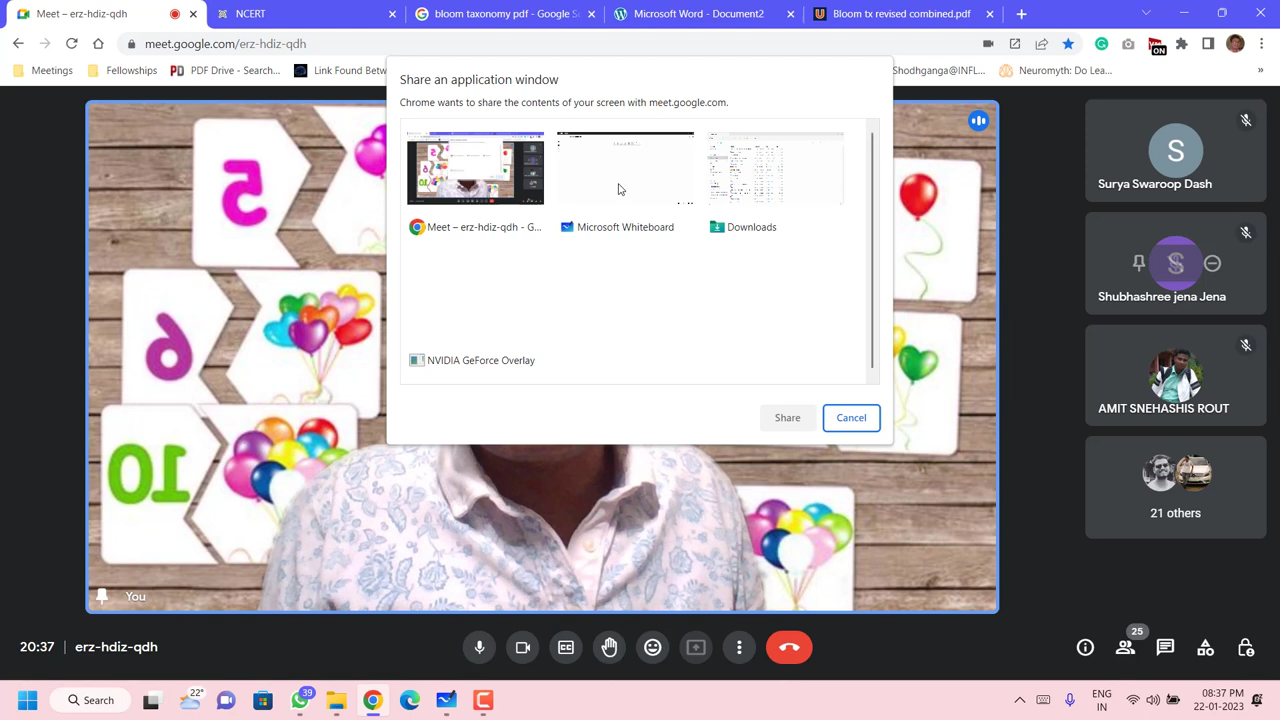 Meet – erz-hdiz-qdh
NCERT
bloom taxonomy pdf - Google Se
Microsoft Word - Document2
Bloom tx revised combined.pdf
meet.google.com/erz-hdiz-qdh
ON
Meetings
Fellowships
PDF Drive - Search...
Link Found Betw
Shodhganga@INFL...
Neuromyth: Do Lea...
»
Share an application window
Chrome wants to share the contents of your screen with meet.google.com.
Meet – erz-hdiz-qdh - G...
Microsoft Whiteboard
Downloads
NVIDIA GeForce Overlay
Share
Cancel
5
6
10
S
Surya Swaroop Dash
S
Shubhashree jena Jena
AMIT SNEHASHIS ROUT
21 others
You
20:37 | erz-hdiz-qdh
25
Search
22°
39
ENG
IN
08:37 PM
22-01-2023